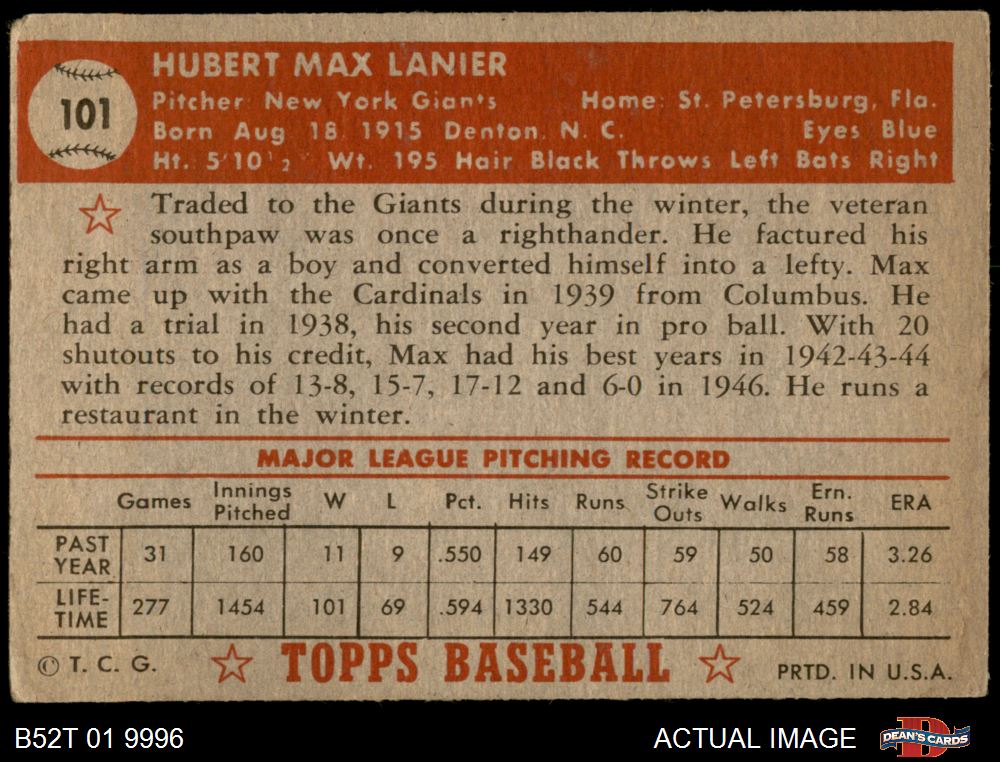 HUBERT MAX LANIER
101
Pitcher: New York Giants Home: St. Petersburg, Fla.
Born Aug. 18, 1915 Denton, N. C. Eyes Blue
Ht. 5'10½ Wt. 195 Hair Black Throws Left Bats Right
Traded to the Giants during the winter, the veteran
southpaw was once a righthander. He factured his
right arm as a boy and converted himself into a lefty. Max
came up with the Cardinals in 1939 from Columbus. He
had a trial in 1938, his second year in pro ball. With 20
shutouts to his credit, Max had his best years in 1942-43-44
with records of 13-8, 15-7, 17-12 and 6-0 in 1946. He runs a
restaurant in the winter.
MAJOR LEAGUE PITCHING RECORD
Games Innings Pitched W L Pct. Hits Runs Strike Outs Walks Ern. Runs ERA
PAST YEAR 31 160 11 9 .550 149 60 59 50 58 3.26
LIFE-TIME 277 1454 101 69 .594 1330 544 764 524 459 2.84
© T. C. G. TOPPS BASEBALL PRTD. IN U.S.A.
B52T 01 9996 ACTUAL IMAGE D DEAN'S CARDS